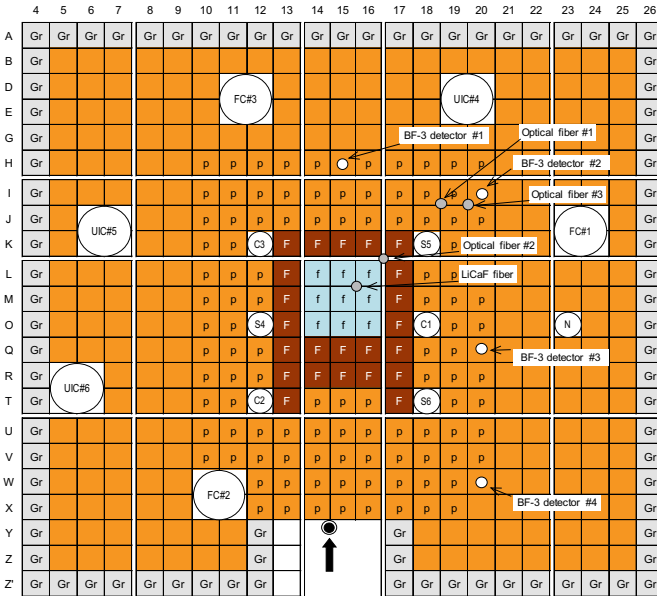 4 5 6 7 8 9 10 11 12 13 14 15 16 17 18 19 20 21 22 23 24 25 26
A Gr Gr Gr Gr Gr Gr Gr Gr Gr Gr Gr Gr Gr Gr Gr Gr Gr Gr Gr Gr Gr Gr Gr
B Gr Gr
D Gr FC#3 UIC#4 Gr
E Gr Gr
Optical fiber #1
G Gr BF-3 detector #1 Gr
H Gr p p p p p p p p p p BF-3 detector #2 Gr
I Gr p p p p p p p p p p Optical fiber #3 Gr
J Gr p p p p p p p p p p p Gr
UIC#5 FC#1
K Gr p p C3 F F F F F S5 p Optical fiber #2 Gr
L Gr p p p F f f f F p LiCaF fiber Gr
M Gr p p p F f f f F p p p Gr
O Gr p p S4 F f f f F C1 p p N Gr
Q Gr p p p F F F F F p p BF-3 detector #3 Gr
R Gr p p p F F F F F p p p Gr
UIC#6
T Gr p p C2 F p p p F S6 p p Gr
U Gr p p p p p p p p p p p Gr
V Gr p p p p p p p p p p p Gr
W Gr p p p p p p p p Gr
FC#2
X Gr p p p p p p p p p BF-3 detector #4 Gr
Y Gr Gr Gr Gr
Z Gr Gr Gr Gr
Z' Gr Gr Gr Gr Gr Gr Gr Gr Gr Gr Gr Gr Gr Gr Gr Gr Gr Gr Gr